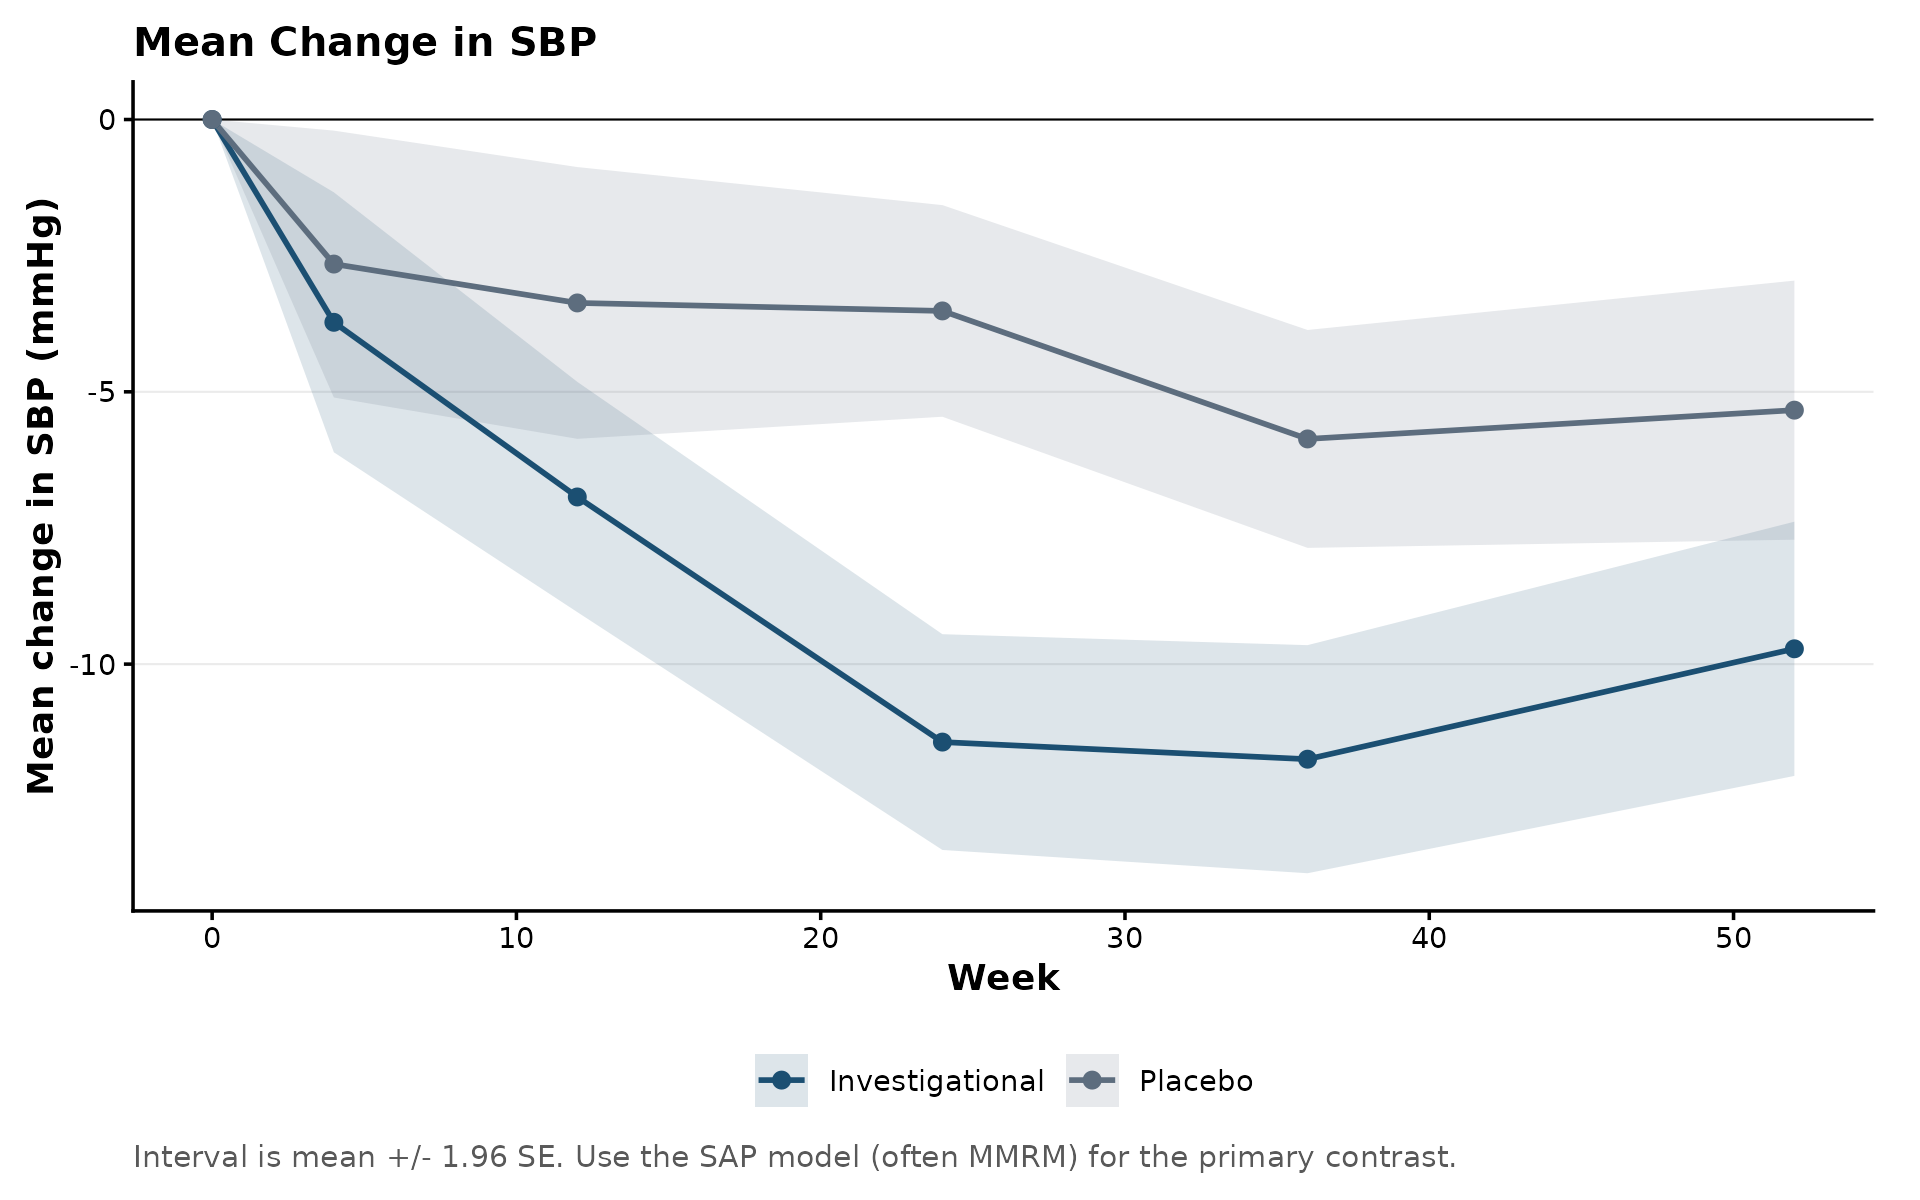 Mean Change in SBP
Mean change in SBP (mmHg)
0
-5
-10
0 10 20 30 40 50
Week
Investigational Placebo
Interval is mean +/- 1.96 SE. Use the SAP model (often MMRM) for the primary contrast.